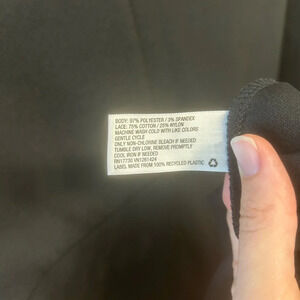 BODY: 97% POLYESTER / 3% SPANDEX
LACE: 75% COTTON / 25% NYLON
MACHINE WASH COLD WITH LIKE COLORS
GENTLE CYCLE
ONLY NON-CHLORINE BLEACH IF NEEDED
TUMBLE DRY LOW, REMOVE PROMPTLY
COOL IRON IF NEEDED
RN17730 VN1261424
LABEL MADE FROM 100% RECYCLED PLASTIC